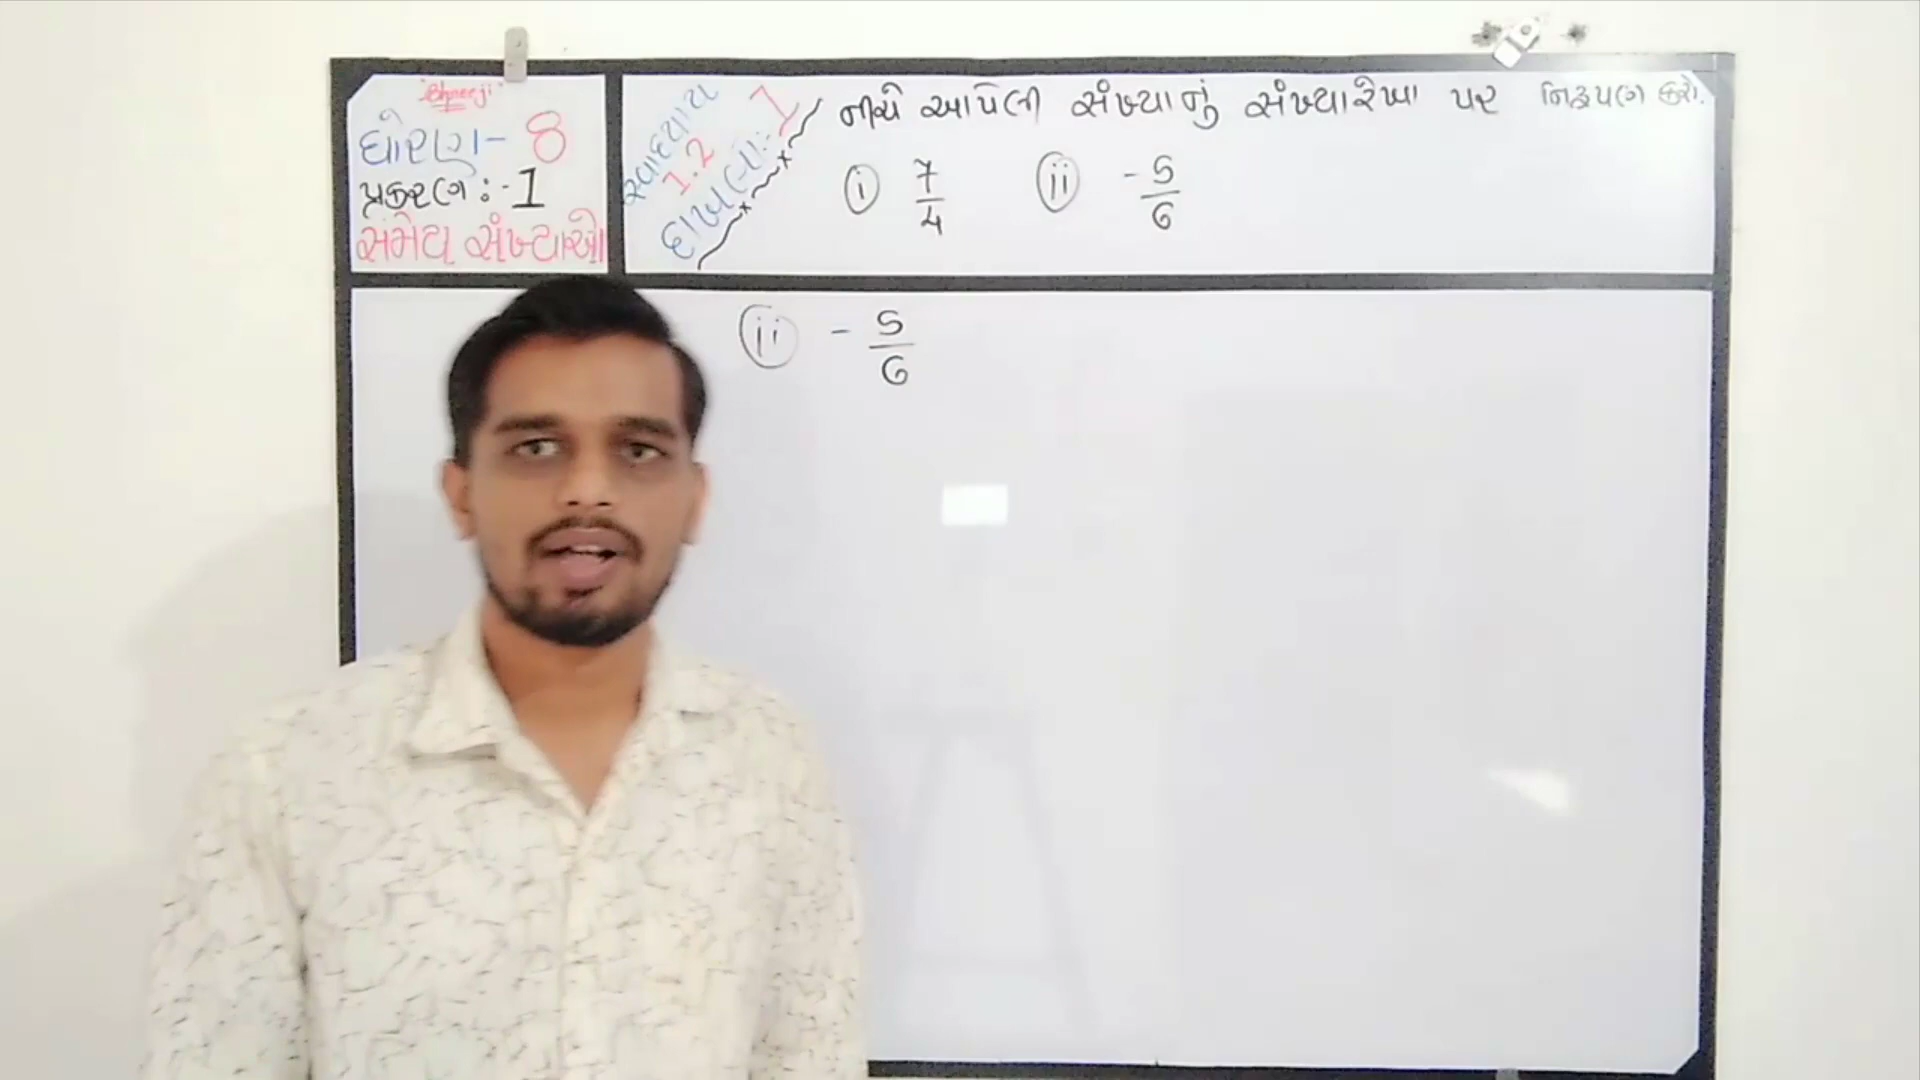 Bhneeji
ધોરણ - 8
પ્રકરણ :- 1
સંમેય સંખ્યાઓ
સ્વાધ્યાય
1.2
દાખલો :- 1
નીચે આપેલી સંખ્યાનું સંખ્યારેખા પર નિરૂપણ કરો.
(i) 7/4 (ii) -5/6
(ii) -5/6